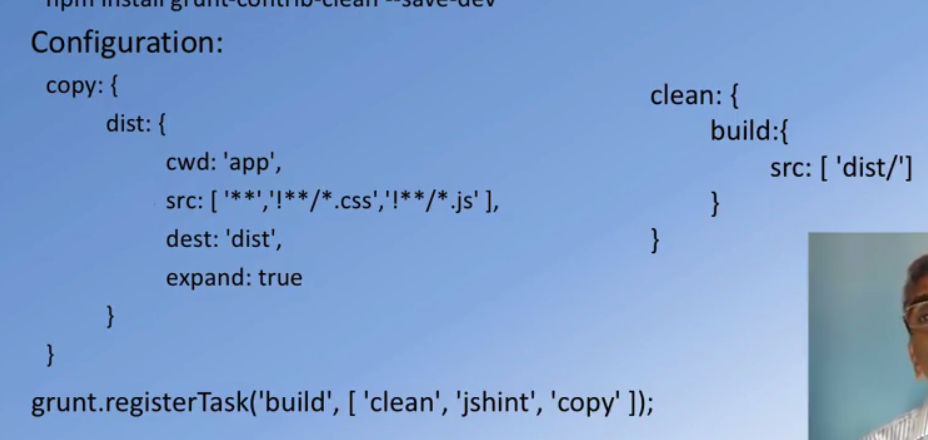 npm install grunt-contrib-clean --save-dev
Configuration:
copy: {
dist: {
cwd: 'app',
src: [ '**','!**/*.css','!**/*.js' ],
dest: 'dist',
expand: true
}
}
clean: {
build:{
src: [ 'dist/']
}
}
grunt.registerTask('build', [ 'clean', 'jshint', 'copy' ]);